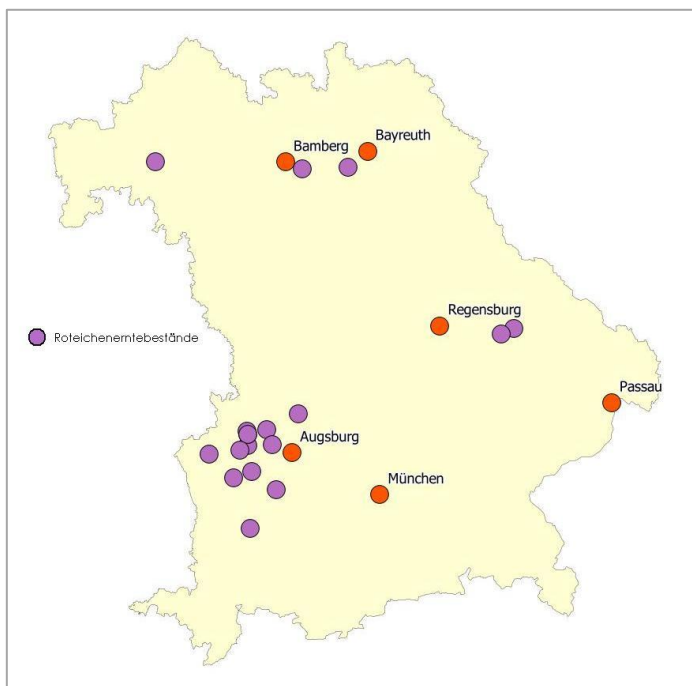 Bayreuth
Bamberg
Regensburg
Roteichenerntebestände
Passau
Augsburg
München